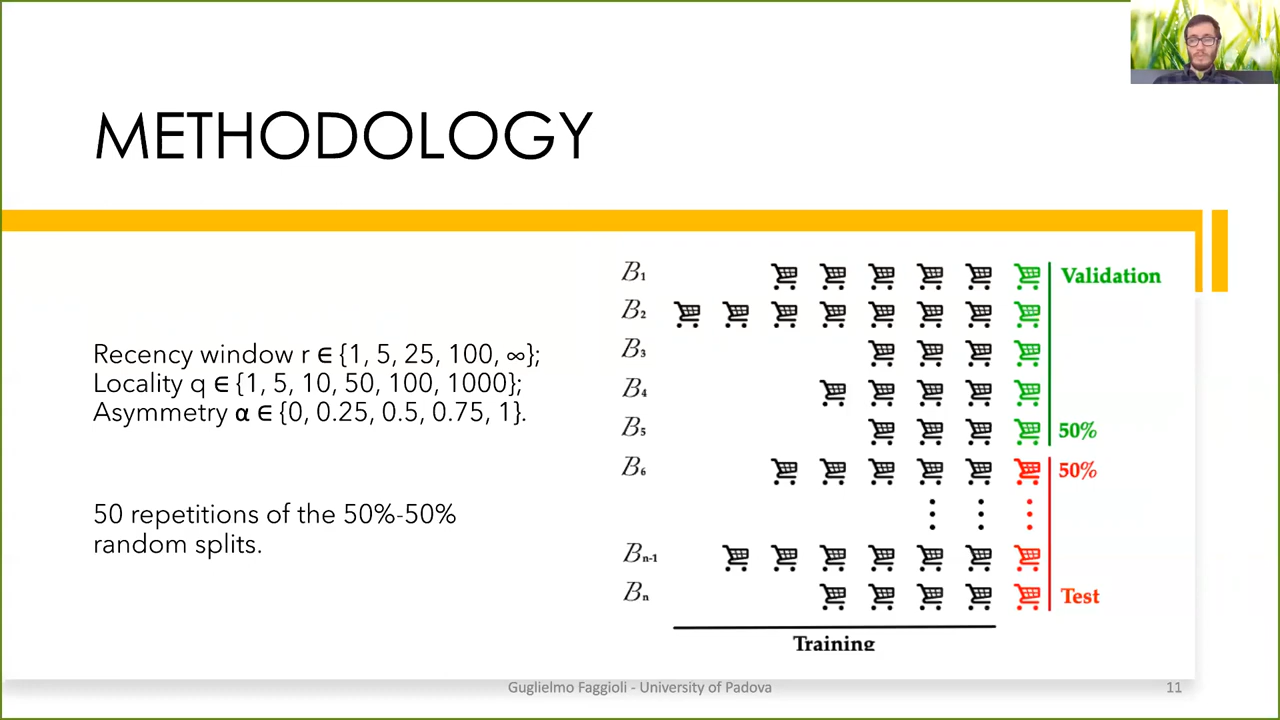 METHODOLOGY
Recency window r ∈ {1, 5, 25, 100, ∞};
Locality q ∈ {1, 5, 10, 50, 100, 1000};
Asymmetry α ∈ {0, 0.25, 0.5, 0.75, 1}.
50 repetitions of the 50%-50%
random splits.
B1
Validation
B2
B3
B4
B5
50%
B6
50%
Bn-1
Bn
Test
Training
Guglielmo Faggioli - University of Padova
11